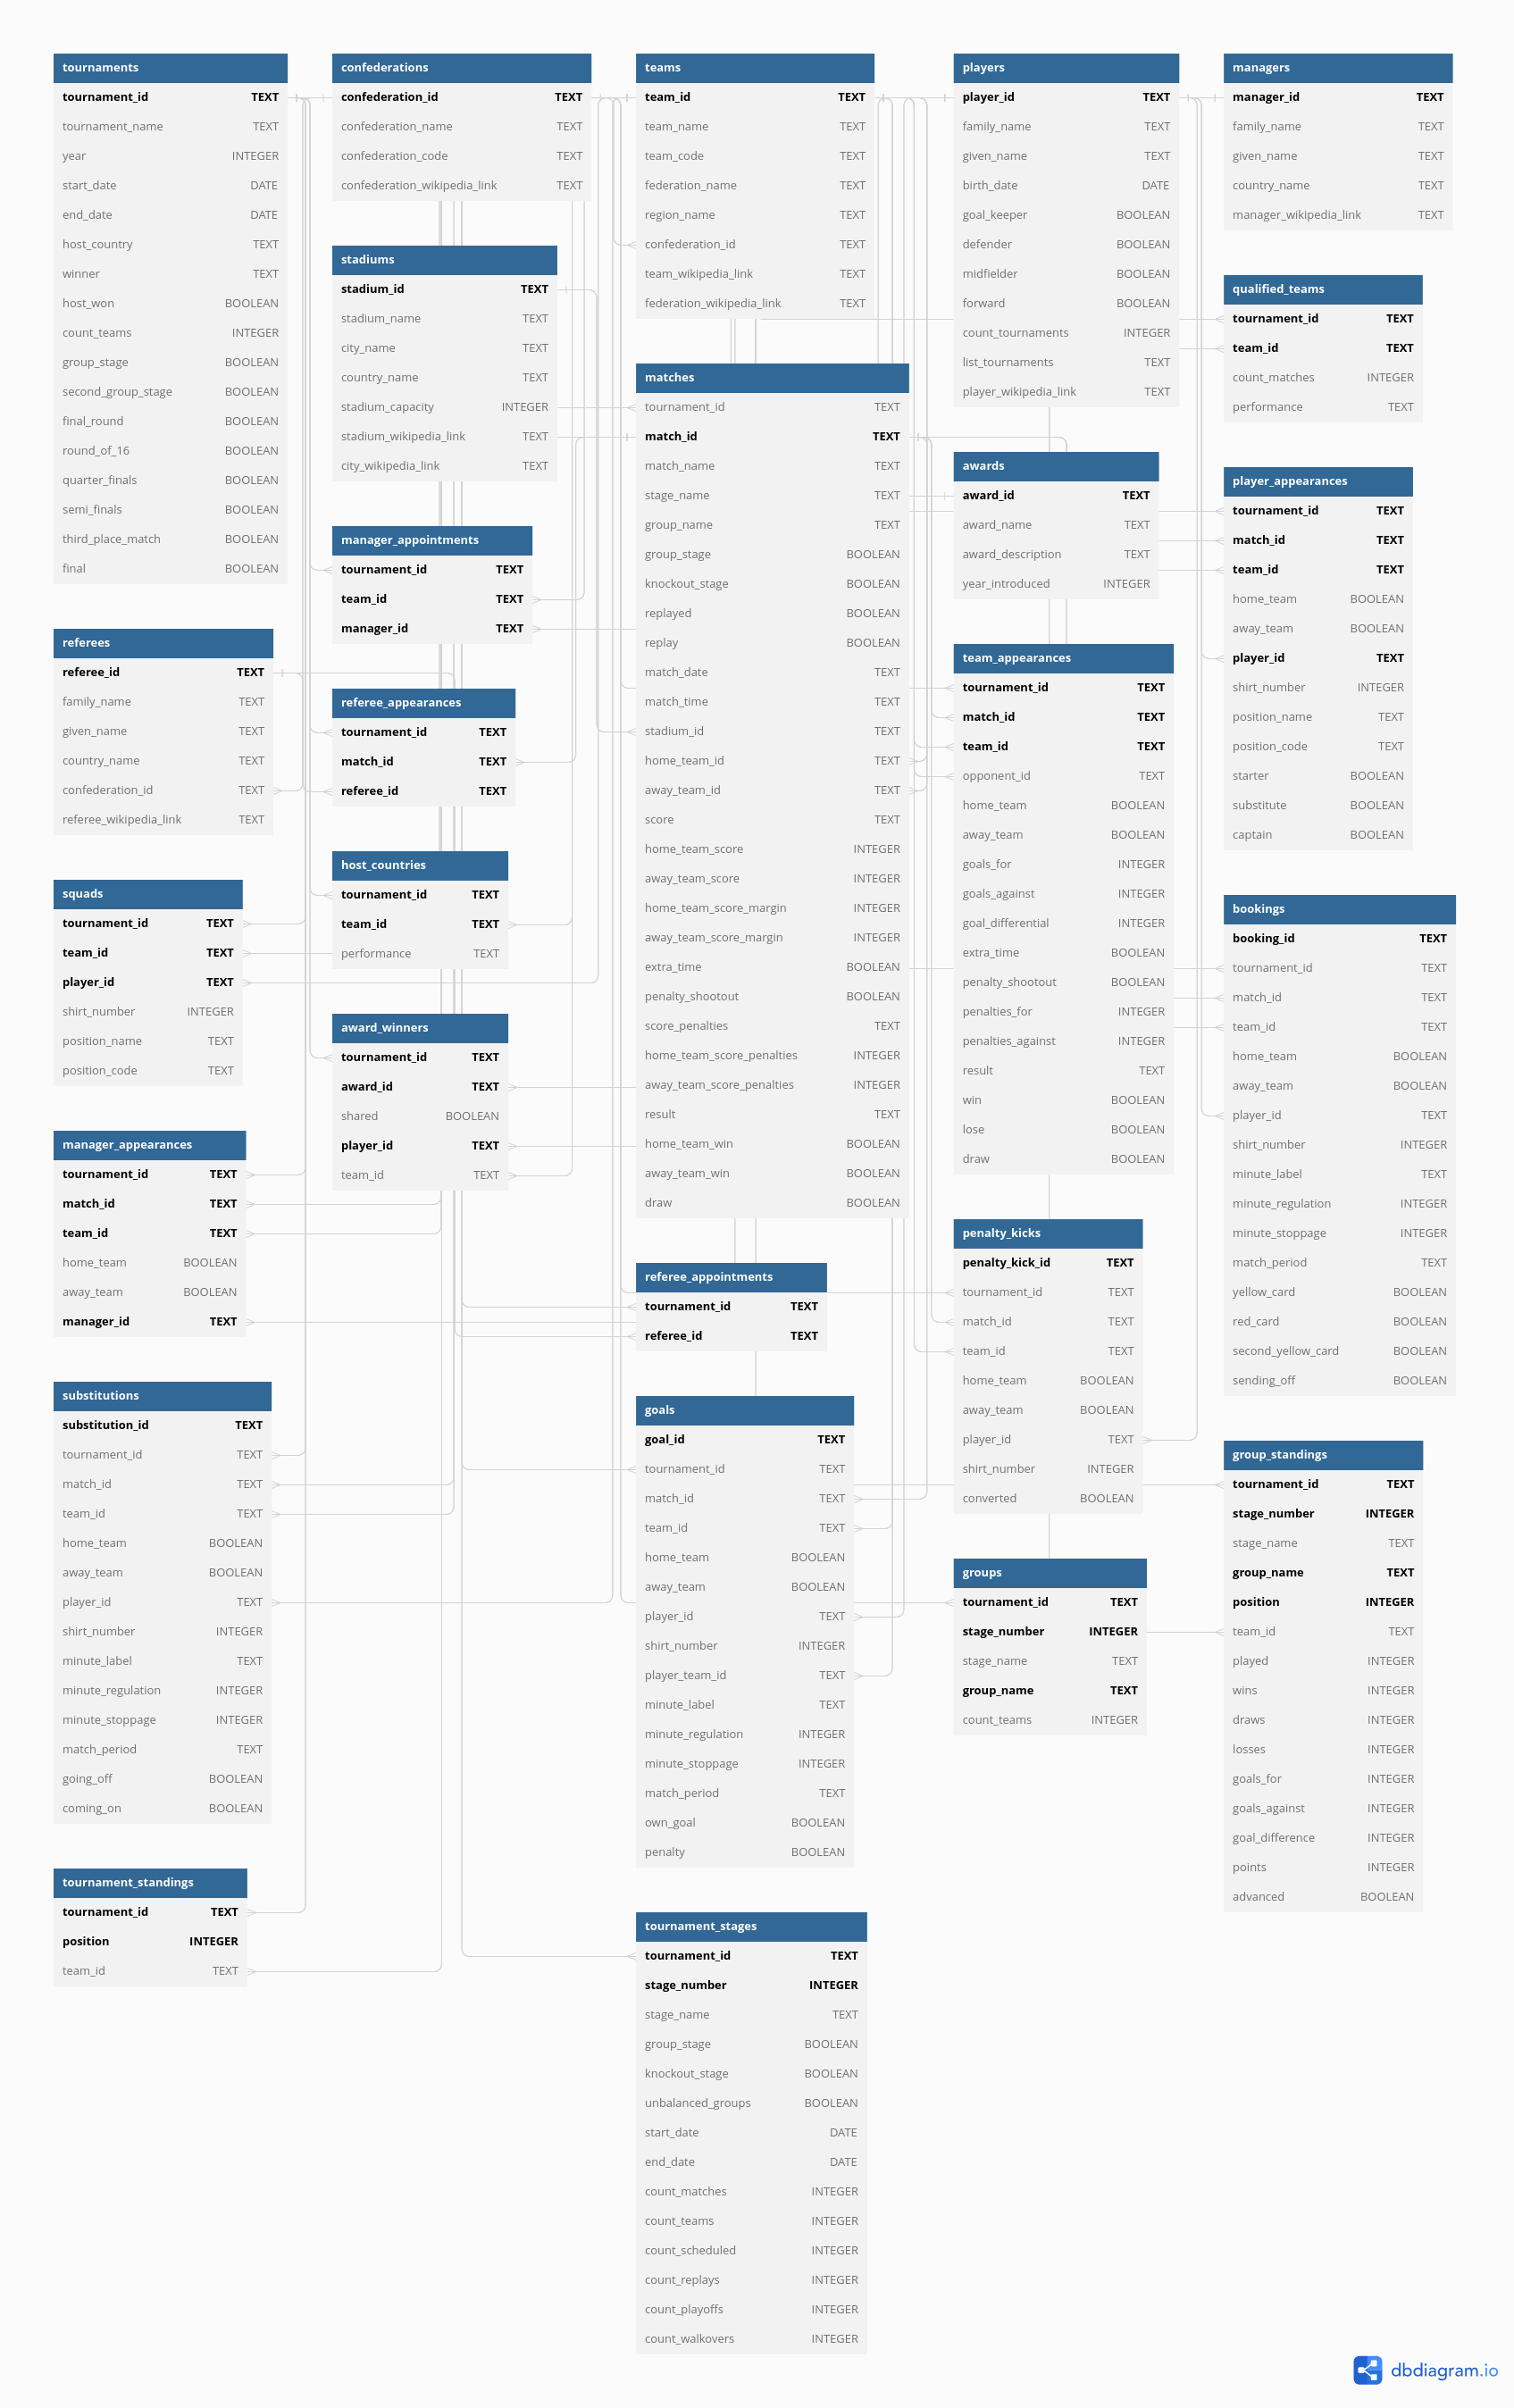 tournaments
tournament_id TEXT
tournament_name TEXT
year INTEGER
start_date DATE
end_date DATE
host_country TEXT
winner TEXT
host_won BOOLEAN
count_teams INTEGER
group_stage BOOLEAN
second_group_stage BOOLEAN
final_round BOOLEAN
round_of_16 BOOLEAN
quarter_finals BOOLEAN
semi_finals BOOLEAN
third_place_match BOOLEAN
final BOOLEAN
referees
referee_id TEXT
family_name TEXT
given_name TEXT
country_name TEXT
confederation_id TEXT
referee_wikipedia_link TEXT
squads
tournament_id TEXT
team_id TEXT
player_id TEXT
shirt_number INTEGER
position_name TEXT
position_code TEXT
manager_appearances
tournament_id TEXT
match_id TEXT
team_id TEXT
home_team BOOLEAN
away_team BOOLEAN
manager_id TEXT
substitutions
substitution_id TEXT
tournament_id TEXT
match_id TEXT
team_id TEXT
home_team BOOLEAN
away_team BOOLEAN
player_id TEXT
shirt_number INTEGER
minute_label TEXT
minute_regulation INTEGER
minute_stoppage INTEGER
match_period TEXT
going_off BOOLEAN
coming_on BOOLEAN
tournament_standings
tournament_id TEXT
position INTEGER
team_id TEXT
confederations
confederation_id TEXT
confederation_name TEXT
confederation_code TEXT
confederation_wikipedia_link TEXT
stadiums
stadium_id TEXT
stadium_name TEXT
city_name TEXT
country_name TEXT
stadium_capacity INTEGER
stadium_wikipedia_link TEXT
city_wikipedia_link TEXT
manager_appointments
tournament_id TEXT
team_id TEXT
manager_id TEXT
referee_appearances
tournament_id TEXT
match_id TEXT
referee_id TEXT
host_countries
tournament_id TEXT
team_id TEXT
performance TEXT
award_winners
tournament_id TEXT
award_id TEXT
shared BOOLEAN
player_id TEXT
team_id TEXT
teams
team_id TEXT
team_name TEXT
team_code TEXT
federation_name TEXT
region_name TEXT
confederation_id TEXT
team_wikipedia_link TEXT
federation_wikipedia_link TEXT
matches
tournament_id TEXT
match_id TEXT
match_name TEXT
stage_name TEXT
group_name TEXT
group_stage BOOLEAN
knockout_stage BOOLEAN
replayed BOOLEAN
replay BOOLEAN
match_date TEXT
match_time TEXT
stadium_id TEXT
home_team_id TEXT
away_team_id TEXT
score TEXT
home_team_score INTEGER
away_team_score INTEGER
home_team_score_margin INTEGER
away_team_score_margin INTEGER
extra_time BOOLEAN
penalty_shootout BOOLEAN
score_penalties TEXT
home_team_score_penalties INTEGER
away_team_score_penalties INTEGER
result TEXT
home_team_win BOOLEAN
away_team_win BOOLEAN
draw BOOLEAN
referee_appointments
tournament_id TEXT
referee_id TEXT
goals
goal_id TEXT
tournament_id TEXT
match_id TEXT
team_id TEXT
home_team BOOLEAN
away_team BOOLEAN
player_id TEXT
shirt_number INTEGER
player_team_id TEXT
minute_label TEXT
minute_regulation INTEGER
minute_stoppage INTEGER
match_period TEXT
own_goal BOOLEAN
penalty BOOLEAN
tournament_stages
tournament_id TEXT
stage_number INTEGER
stage_name TEXT
group_stage BOOLEAN
knockout_stage BOOLEAN
unbalanced_groups BOOLEAN
start_date DATE
end_date DATE
count_matches INTEGER
count_teams INTEGER
count_scheduled INTEGER
count_replays INTEGER
count_playoffs INTEGER
count_walkovers INTEGER
players
player_id TEXT
family_name TEXT
given_name TEXT
birth_date DATE
goal_keeper BOOLEAN
defender BOOLEAN
midfielder BOOLEAN
forward BOOLEAN
count_tournaments INTEGER
list_tournaments TEXT
player_wikipedia_link TEXT
awards
award_id TEXT
award_name TEXT
award_description TEXT
year_introduced INTEGER
team_appearances
tournament_id TEXT
match_id TEXT
team_id TEXT
opponent_id TEXT
home_team BOOLEAN
away_team BOOLEAN
goals_for INTEGER
goals_against INTEGER
goal_differential INTEGER
extra_time BOOLEAN
penalty_shootout BOOLEAN
penalties_for INTEGER
penalties_against INTEGER
result TEXT
win BOOLEAN
lose BOOLEAN
draw BOOLEAN
penalty_kicks
penalty_kick_id TEXT
tournament_id TEXT
match_id TEXT
team_id TEXT
home_team BOOLEAN
away_team BOOLEAN
player_id TEXT
shirt_number INTEGER
converted BOOLEAN
groups
tournament_id TEXT
stage_number INTEGER
stage_name TEXT
group_name TEXT
count_teams INTEGER
managers
manager_id TEXT
family_name TEXT
given_name TEXT
country_name TEXT
manager_wikipedia_link TEXT
qualified_teams
tournament_id TEXT
team_id TEXT
count_matches INTEGER
performance TEXT
player_appearances
tournament_id TEXT
match_id TEXT
team_id TEXT
home_team BOOLEAN
away_team BOOLEAN
player_id TEXT
shirt_number INTEGER
position_name TEXT
position_code TEXT
starter BOOLEAN
substitute BOOLEAN
captain BOOLEAN
bookings
booking_id TEXT
tournament_id TEXT
match_id TEXT
team_id TEXT
home_team BOOLEAN
away_team BOOLEAN
player_id TEXT
shirt_number INTEGER
minute_label TEXT
minute_regulation INTEGER
minute_stoppage INTEGER
match_period TEXT
yellow_card BOOLEAN
red_card BOOLEAN
second_yellow_card BOOLEAN
sending_off BOOLEAN
group_standings
tournament_id TEXT
stage_number INTEGER
stage_name TEXT
group_name TEXT
position INTEGER
team_id TEXT
played INTEGER
wins INTEGER
draws INTEGER
losses INTEGER
goals_for INTEGER
goals_against INTEGER
goal_difference INTEGER
points INTEGER
advanced BOOLEAN
dbdiagram.io